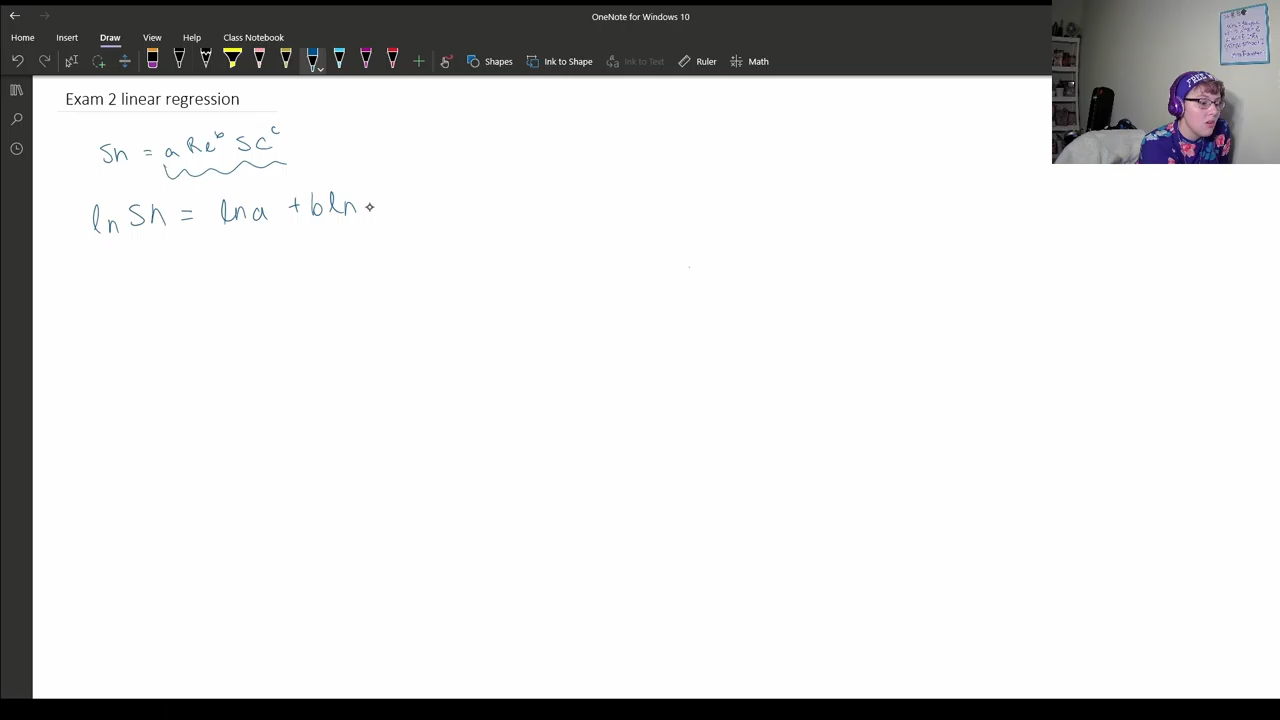 OneNote for Windows 10
Home Insert Draw View Help Class Notebook
Shapes Ink to Shape Ink to Text Ruler Math
Exam 2 linear regression
Sh = a Re^b Sc^c
ln Sh = ln a + b ln
FREE